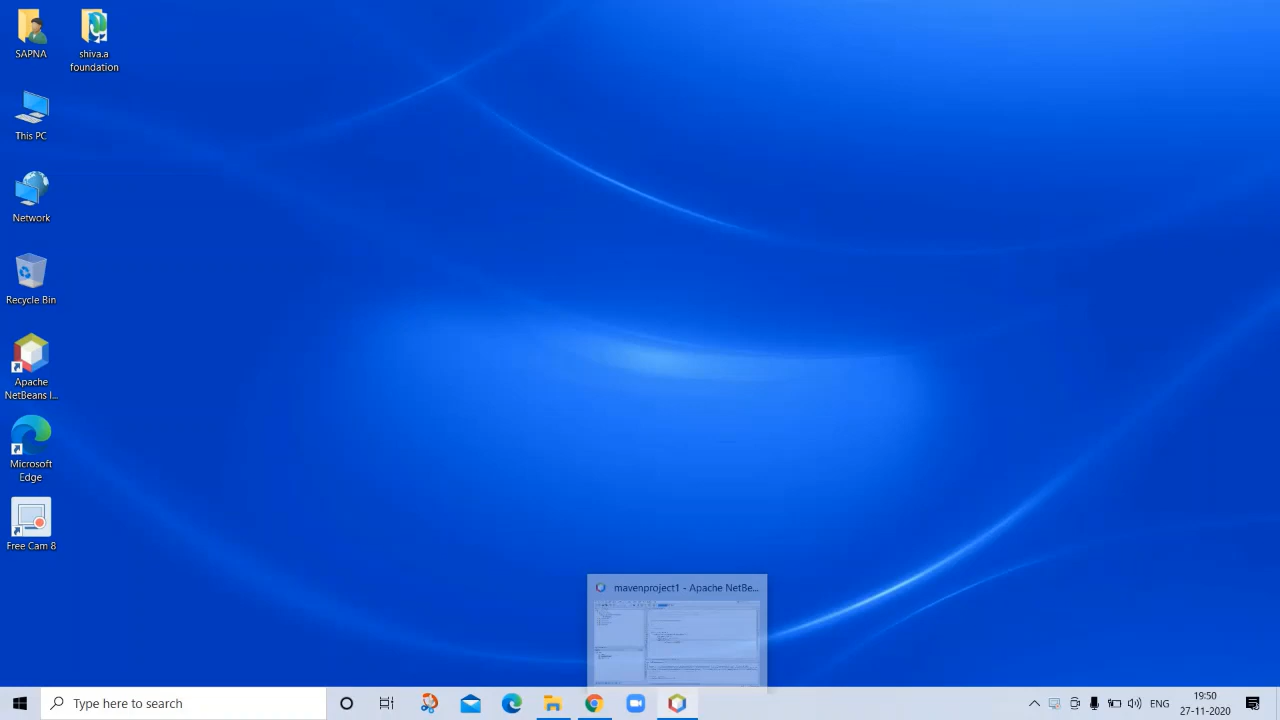 SAPNA
shiva.a
foundation
This PC
Network
Recycle Bin
Apache
NetBeans I...
Microsoft
Edge
Free Cam 8
mavenproject1 - Apache NetBe...
Type here to search
ENG
19:50
27-11-2020